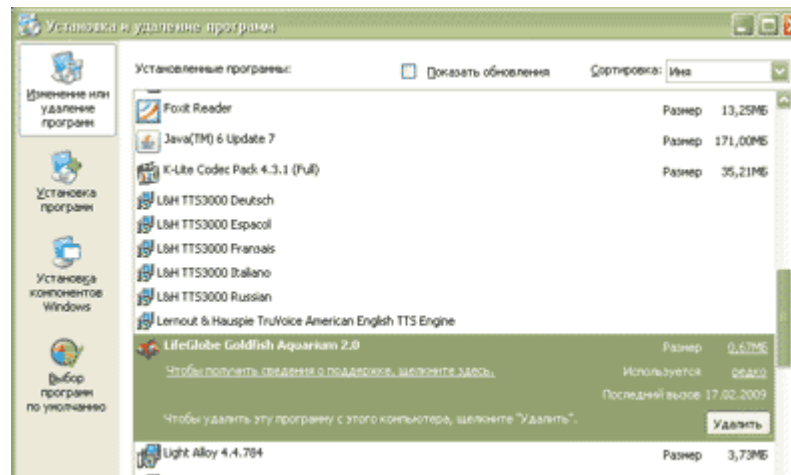 Установка и удаление программ
Изменение или
удаление
программ
Установка
программ
Установка
компонентов
Windows
Выбор
программ
по умолчанию
Установленные программы:
Показать обновления
Сортировка: Имя
Foxit Reader Размер 13,25МБ
Java(TM) 6 Update 7 Размер 171,00МБ
K-Lite Codec Pack 4.3.1 (Full) Размер 35,21МБ
L&H TTS3000 Deutsch
L&H TTS3000 Espacol
L&H TTS3000 Fransais
L&H TTS3000 Italiano
L&H TTS3000 Russian
Lernout & Hauspie TruVoice American English TTS Engine
LifeGlobe Goldfish Aquarium 2.0 Размер 0,67МБ
Чтобы получить сведения о поддержке, щелкните здесь. Используется редко
Последний вызов 17.02.2009
Чтобы удалить эту программу с этого компьютера, щелкните "Удалить". Удалить
Light Alloy 4.4.784 Размер 3,73МБ